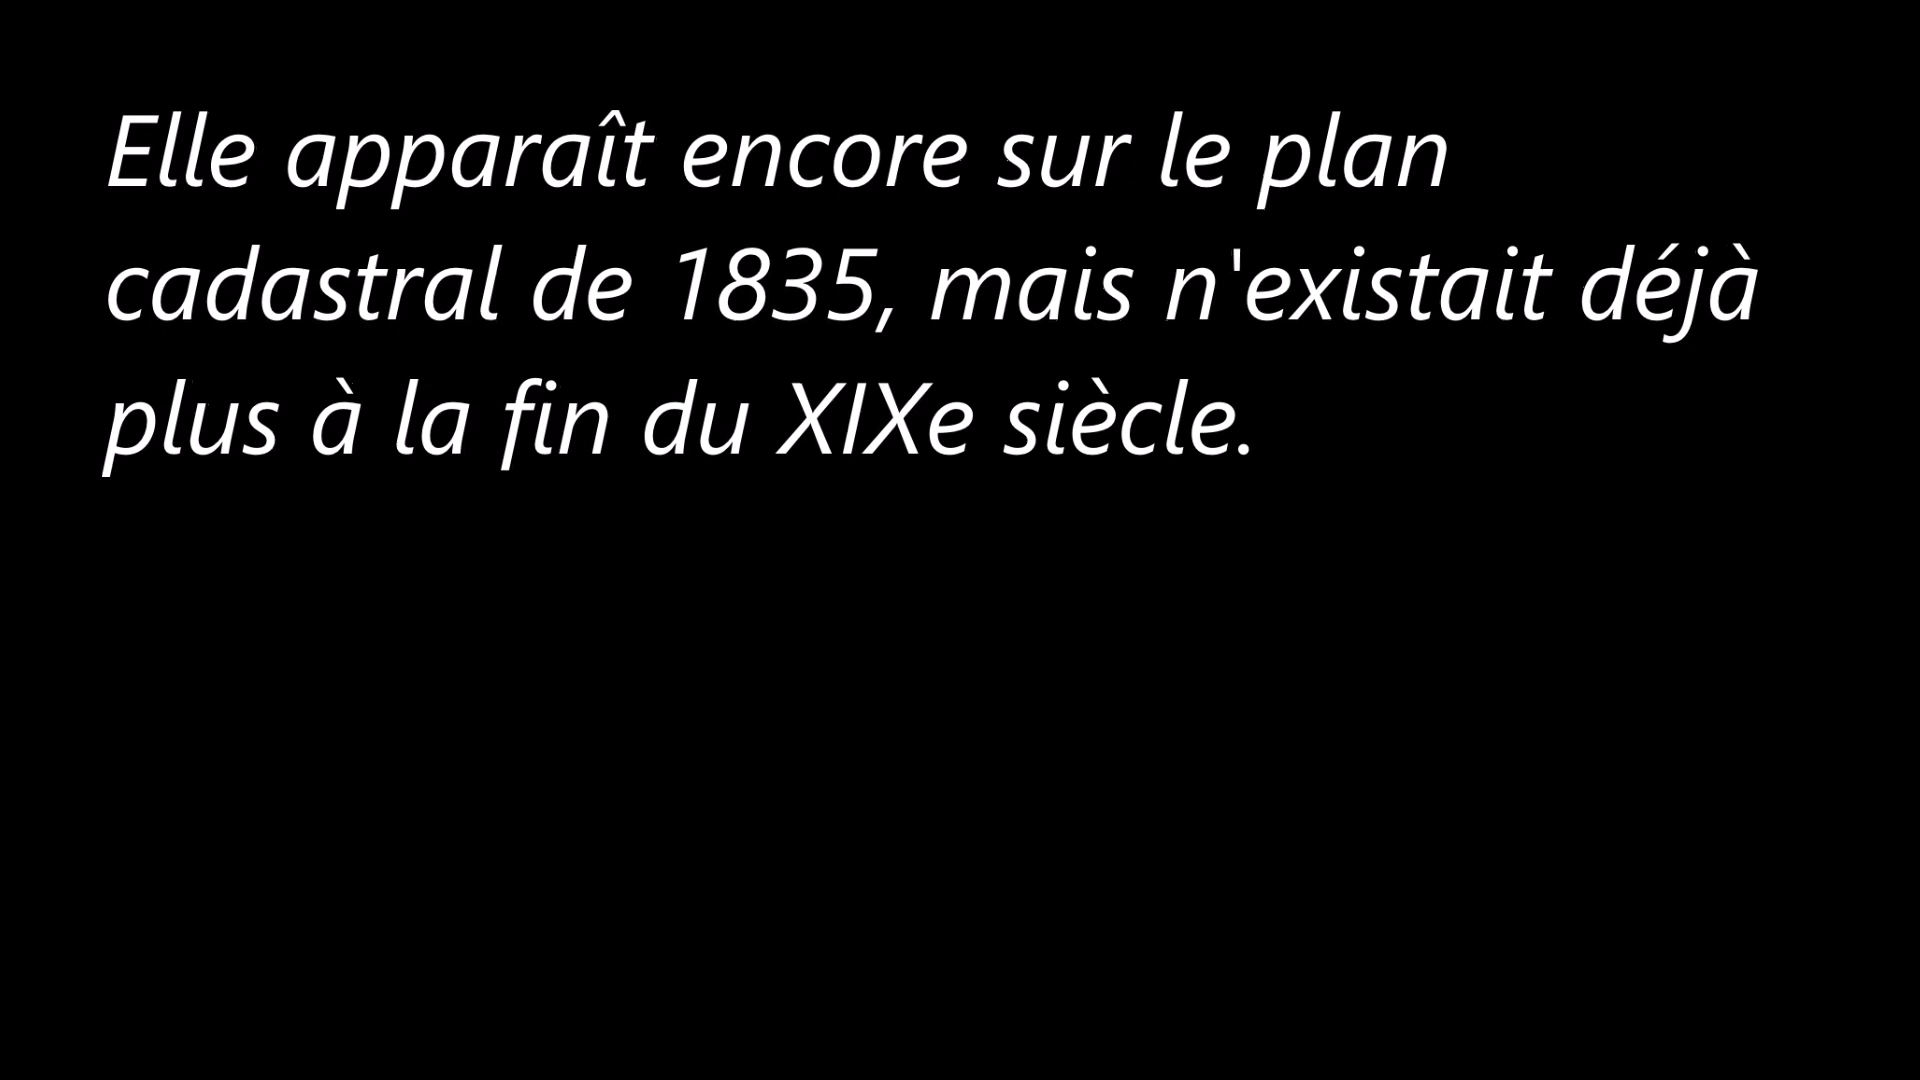 Elle apparaît encore sur le plan
cadastral de 1835, mais n'existait déjà
plus à la fin du XIXe siècle.